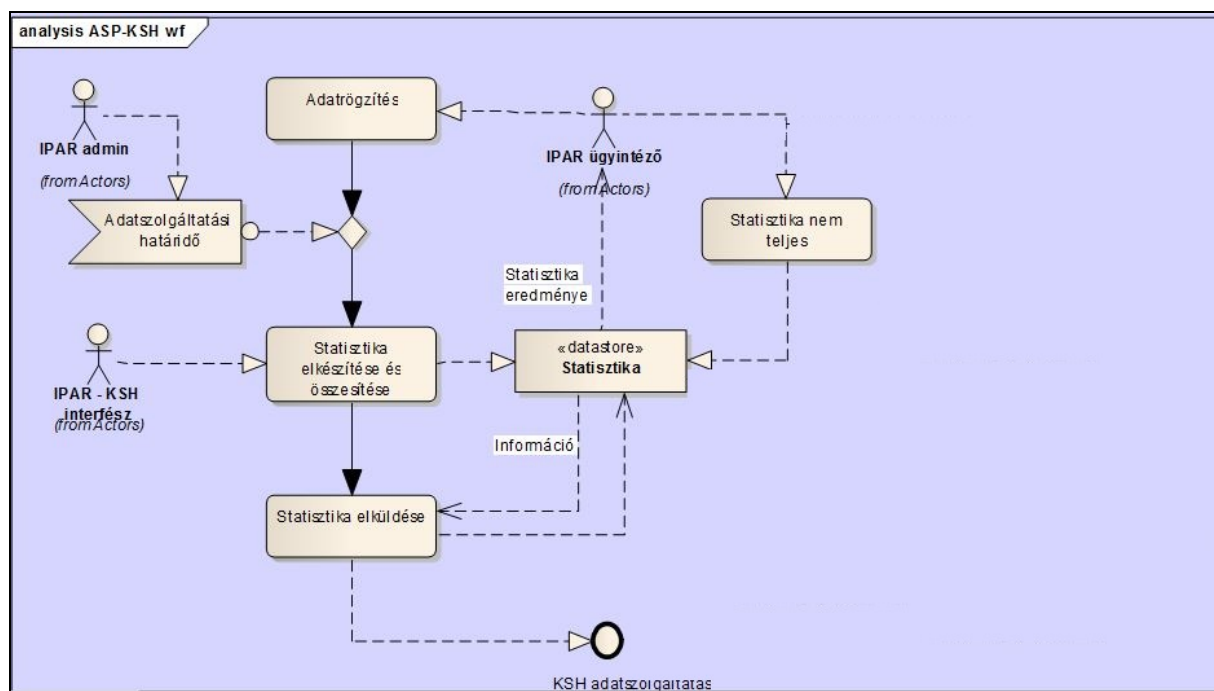 analysis ASP-KSH wf
IPAR admin
(from Actors)
Adatrögzítés
IPAR ügyintéző
(from Actors)
Adatszolgáltatási
határidő
Statisztika nem
teljes
Statisztika
eredménye
IPAR - KSH
interfész
(from Actors)
Statisztika
elkészítése és
összesítése
«datastore»
Statisztika
Információ
Statisztika elküldése
KSH adatszolgáltatás